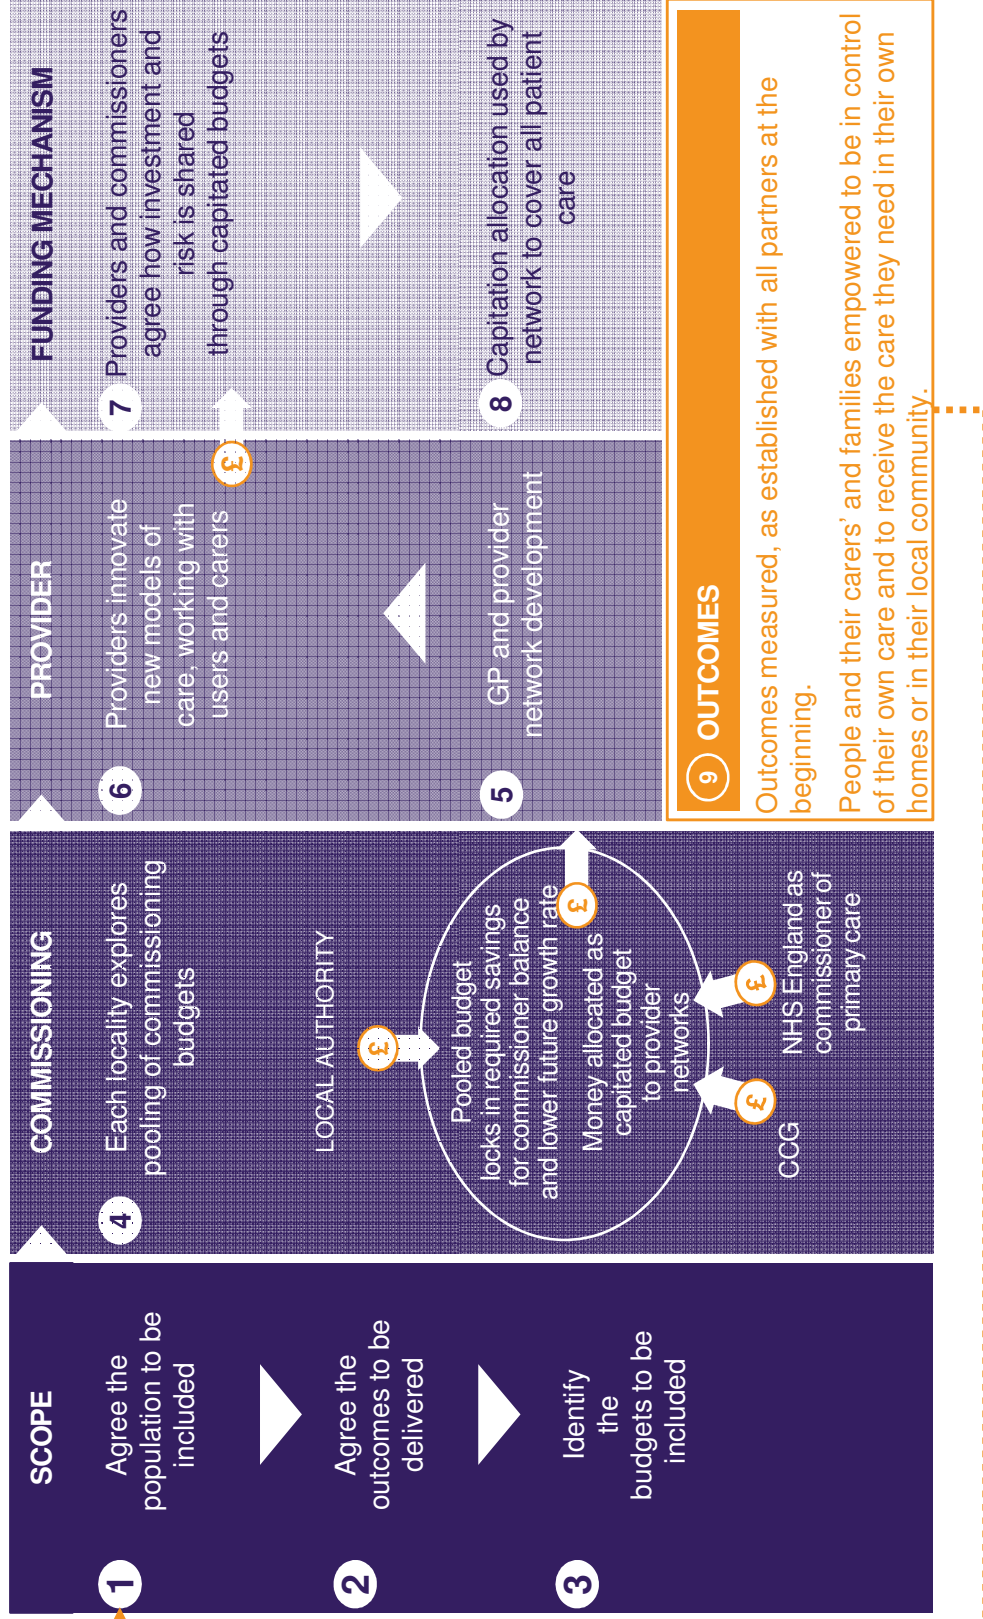 SCOPE
1
Agree the
population to be
included
2
Agree the
outcomes to be
delivered
3
Identify
the
budgets to be
included
COMMISSIONING
4
Each locality explores
pooling of commissioning
budgets
LOCAL AUTHORITY
£
Pooled budget
locks in required savings
for commissioner balance
and lower future growth rate
Money allocated as
capitated budget
to provider
networks
£
£
CCG
£
NHS England as
commissioner of
primary care
PROVIDER
6
Providers innovate
new models of
care, working with
users and carers
£
5
GP and provider
network development
FUNDING MECHANISM
7
Providers and commissioners
agree how investment and
risk is shared
through capitated budgets
8
Capitation allocation used by
network to cover all patient
care
9 OUTCOMES
Outcomes measured, as established with all partners at the
beginning.
People and their carers’ and families empowered to be in control
of their own care and to receive the care they need in their own
homes or in their local community.